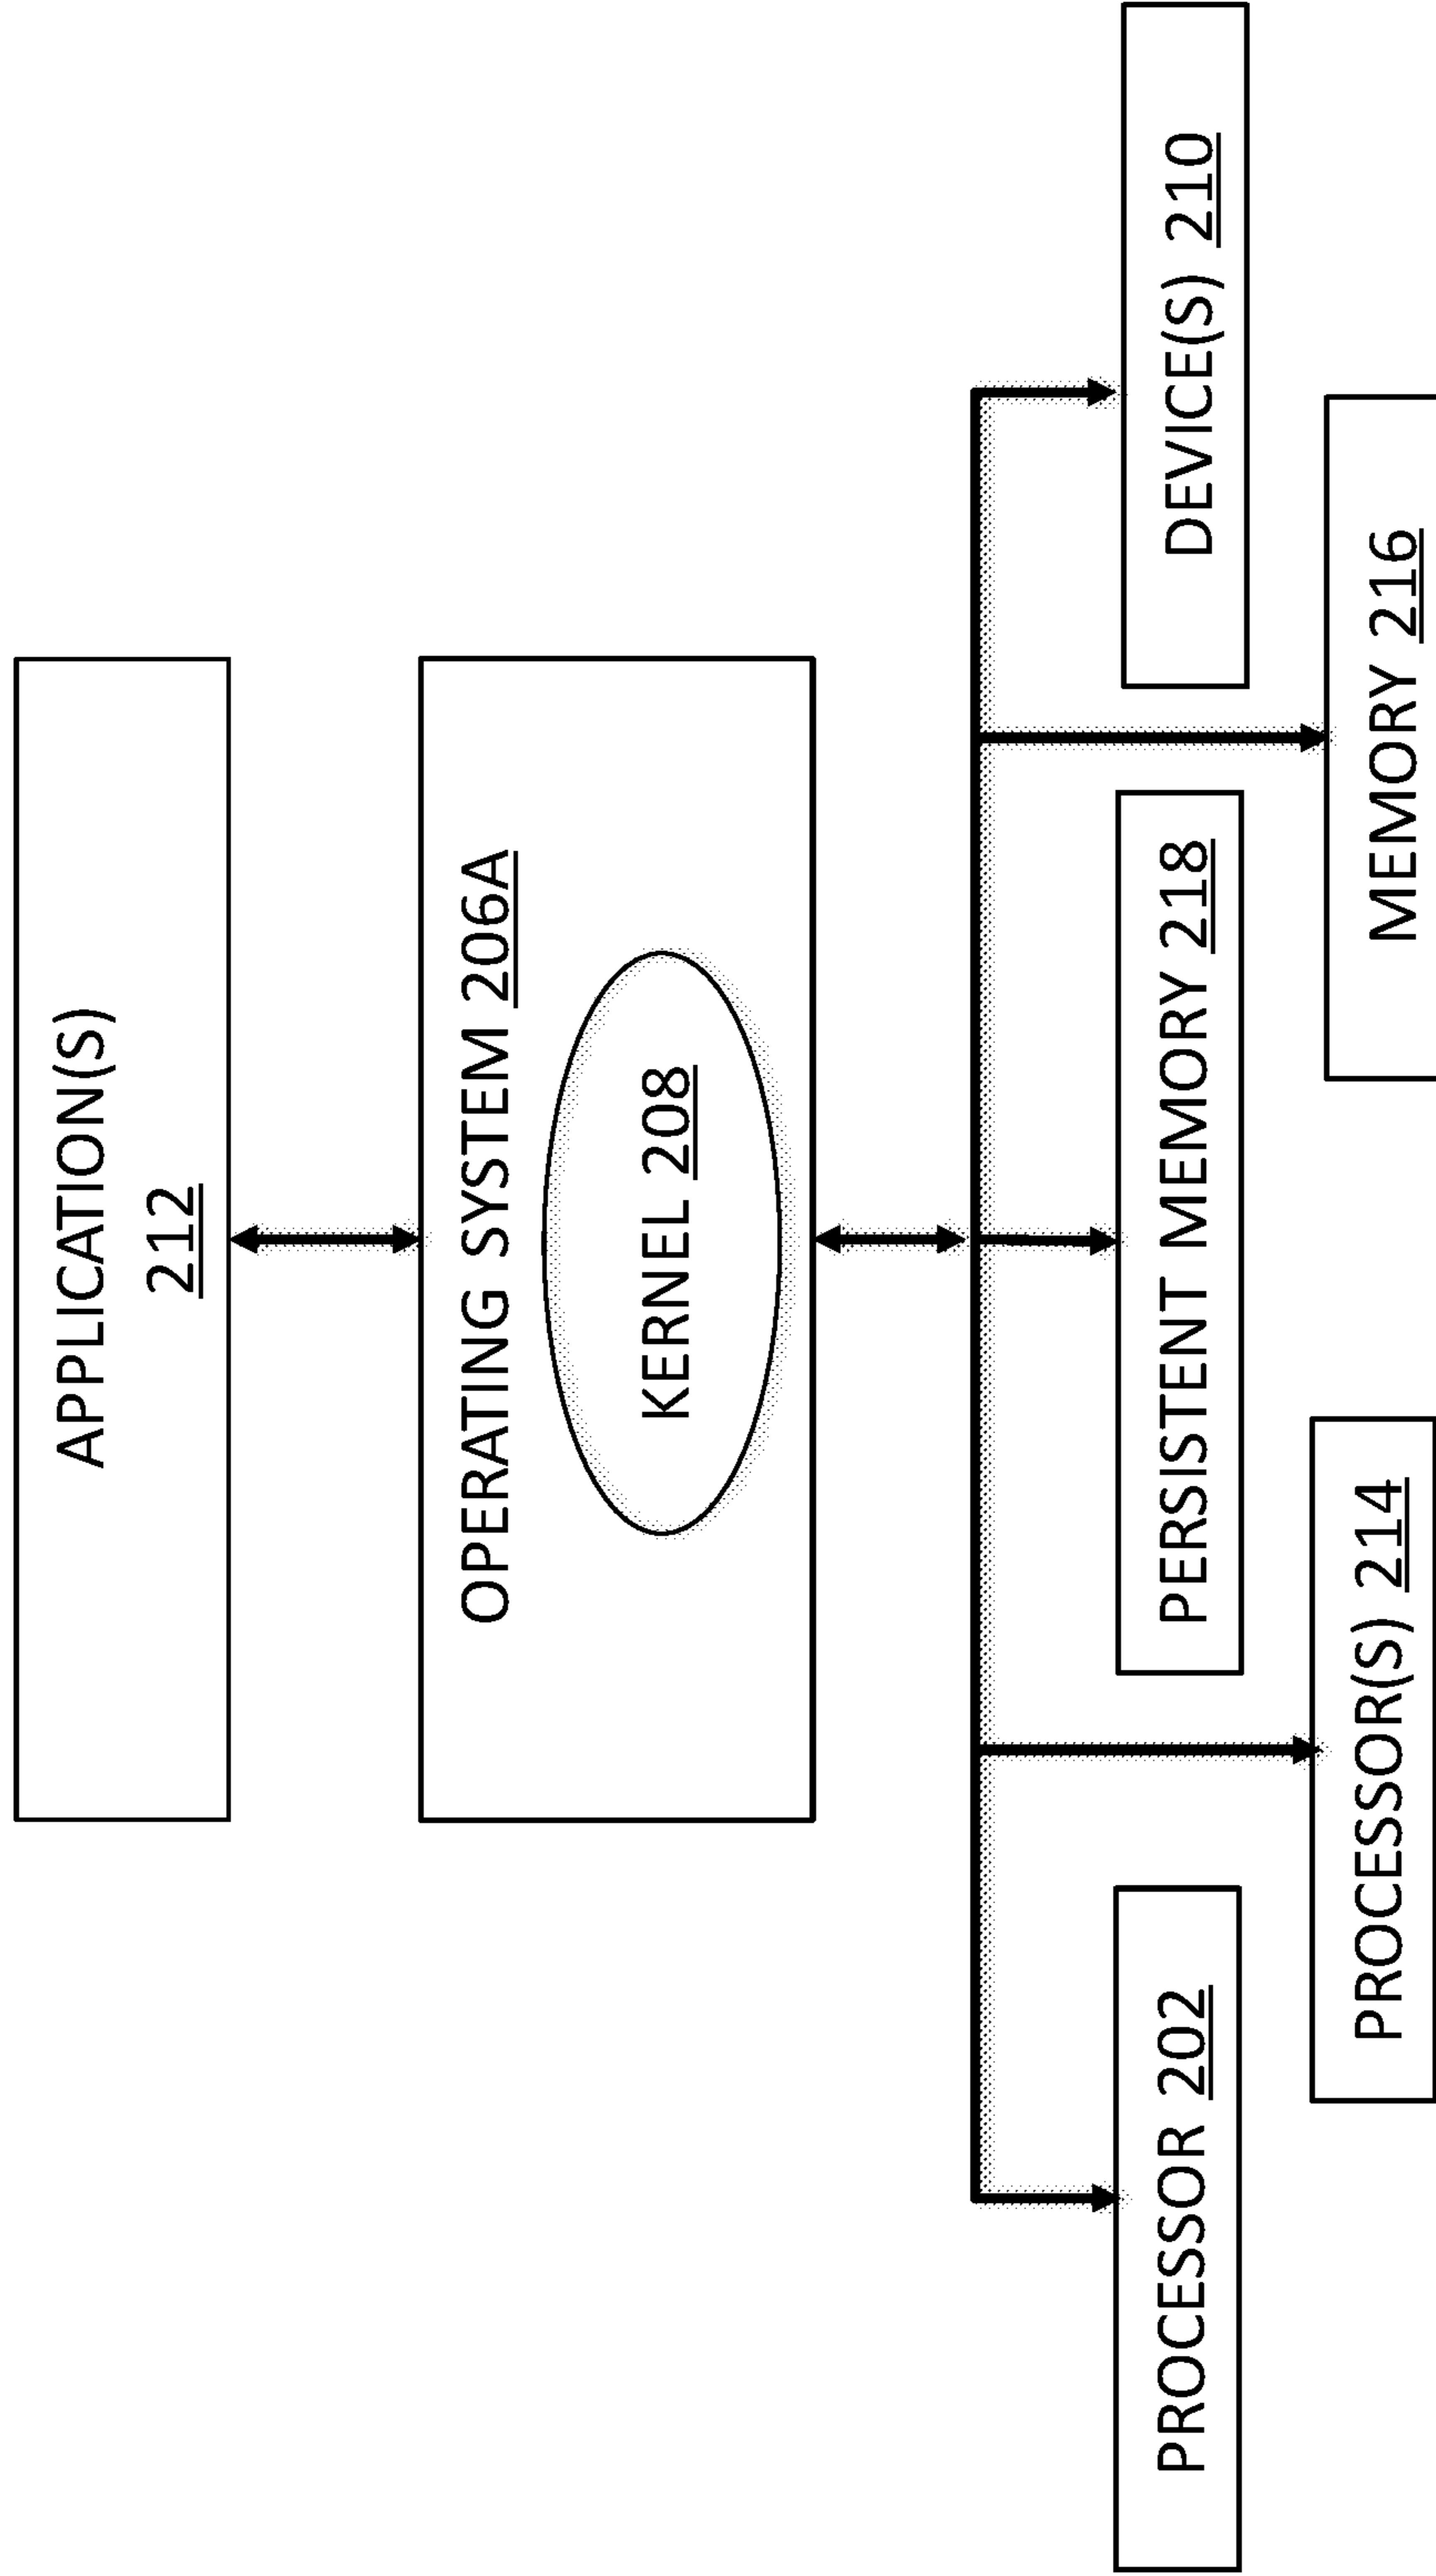 APPLICATION(S)
212
OPERATING SYSTEM 206A
KERNEL 208
PROCESSOR 202
PERSISTENT MEMORY 218
DEVICE(S) 210
PROCESSOR(S) 214
MEMORY 216